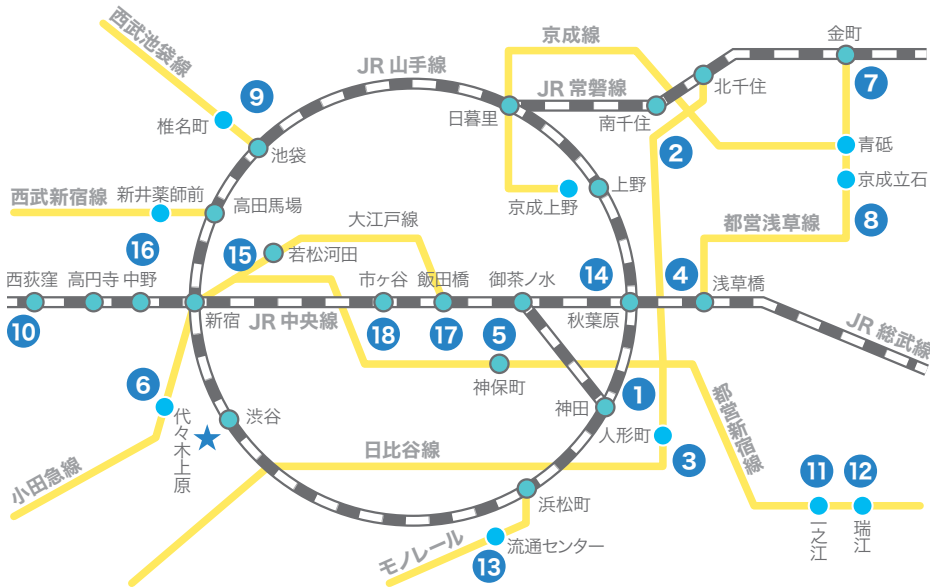 西武池袋線
9
椎名町
池袋
JR 山手線
京成線
金町
7
JR 常磐線
北千住
日暮里
南千住
2
青砥
京成立石
8
西武新宿線
新井薬師前
高田馬場
上野
京成上野
都営浅草線
16
15
大江戸線
若松河田
西荻窪
高円寺
中野
市ヶ谷
飯田橋
御茶ノ水
14
4
浅草橋
10
新宿
JR 中央線
18
17
5
秋葉原
JR 総武線
神保町
6
代々木上原
渋谷
神田
1
人形町
3
都営新宿線
小田急線
日比谷線
11
12
一之江
瑞江
浜松町
モノレール
13
流通センター